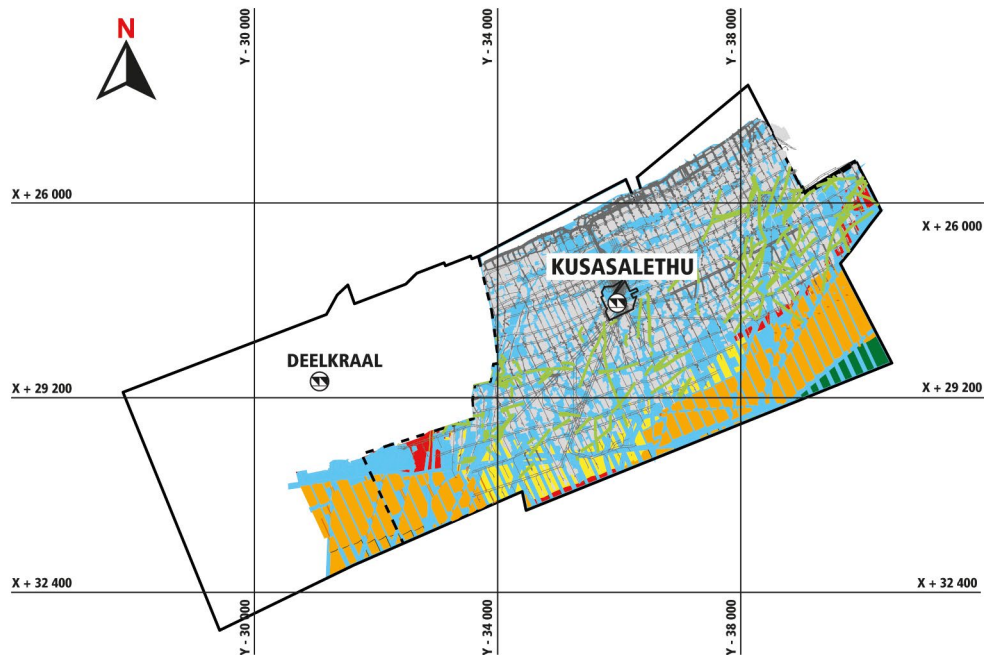 N
Y - 30 000
Y - 34 000
Y - 38 000
X + 26 000
X + 26 000
KUSASALETHU
DEELKRAAL
X + 29 200
X + 29 200
X + 32 400
X + 32 400
Y - 30 000
Y - 34 000
Y - 38 000